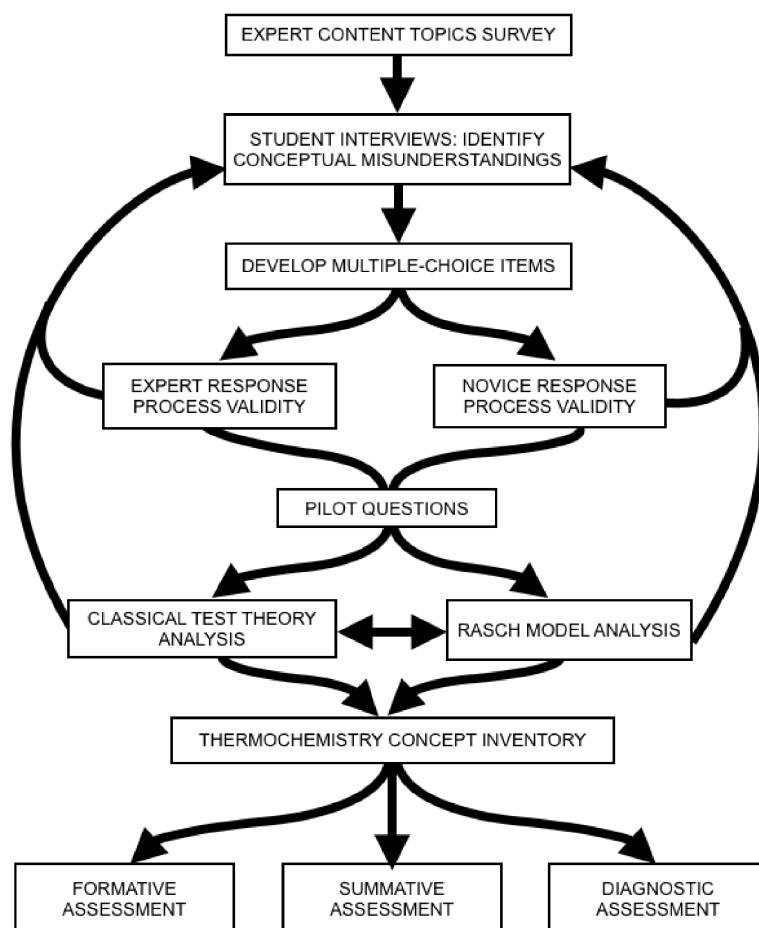 EXPERT CONTENT TOPICS SURVEY
STUDENT INTERVIEWS: IDENTIFY
CONCEPTUAL MISUNDERSTANDINGS
DEVELOP MULTIPLE-CHOICE ITEMS
EXPERT RESPONSE
PROCESS VALIDITY
NOVICE RESPONSE
PROCESS VALIDITY
PILOT QUESTIONS
CLASSICAL TEST THEORY
ANALYSIS
RASCH MODEL ANALYSIS
THERMOCHEMISTRY CONCEPT INVENTORY
FORMATIVE
ASSESSMENT
SUMMATIVE
ASSESSMENT
DIAGNOSTIC
ASSESSMENT